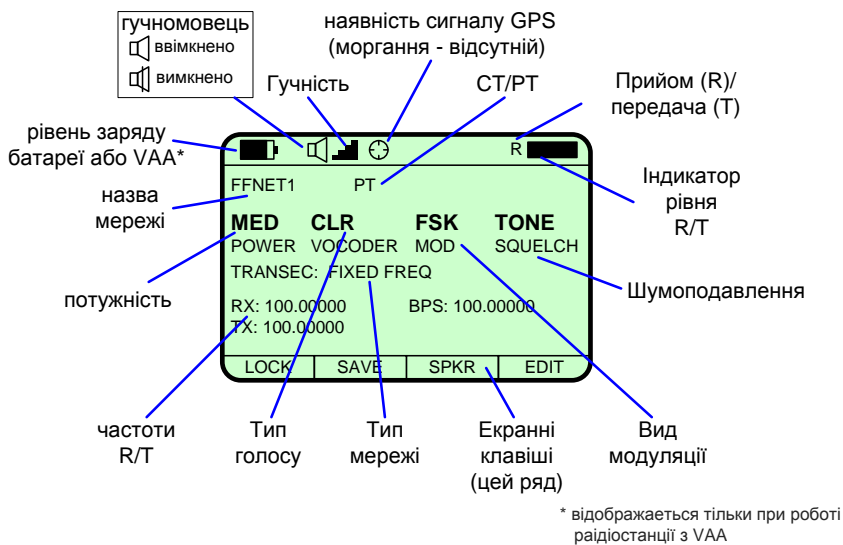 гучномовець
ввімкнено
вимкнено
наявність сигналу GPS
(моргання - відсутній)
Гучність
CT/PT
Прийом (R)/
передача (T)
рівень заряду
батареї або VAA*
R
Індикатор
рівня
R/T
назва
мережі
FFNET1 PT
MED CLR FSK TONE
POWER VOCODER MOD SQUELCH
TRANSEC: FIXED FREQ
потужність
Шумоподавлення
RX: 100.00000 BPS: 100.00000
TX: 100.00000
LOCK SAVE SPKR EDIT
частоти
R/T
Тип
голосу
Тип
мережі
Екранні
клавіші
(цей ряд)
Вид
модуляції
* відображаеться тільки при роботі
раідіостанції з VAA